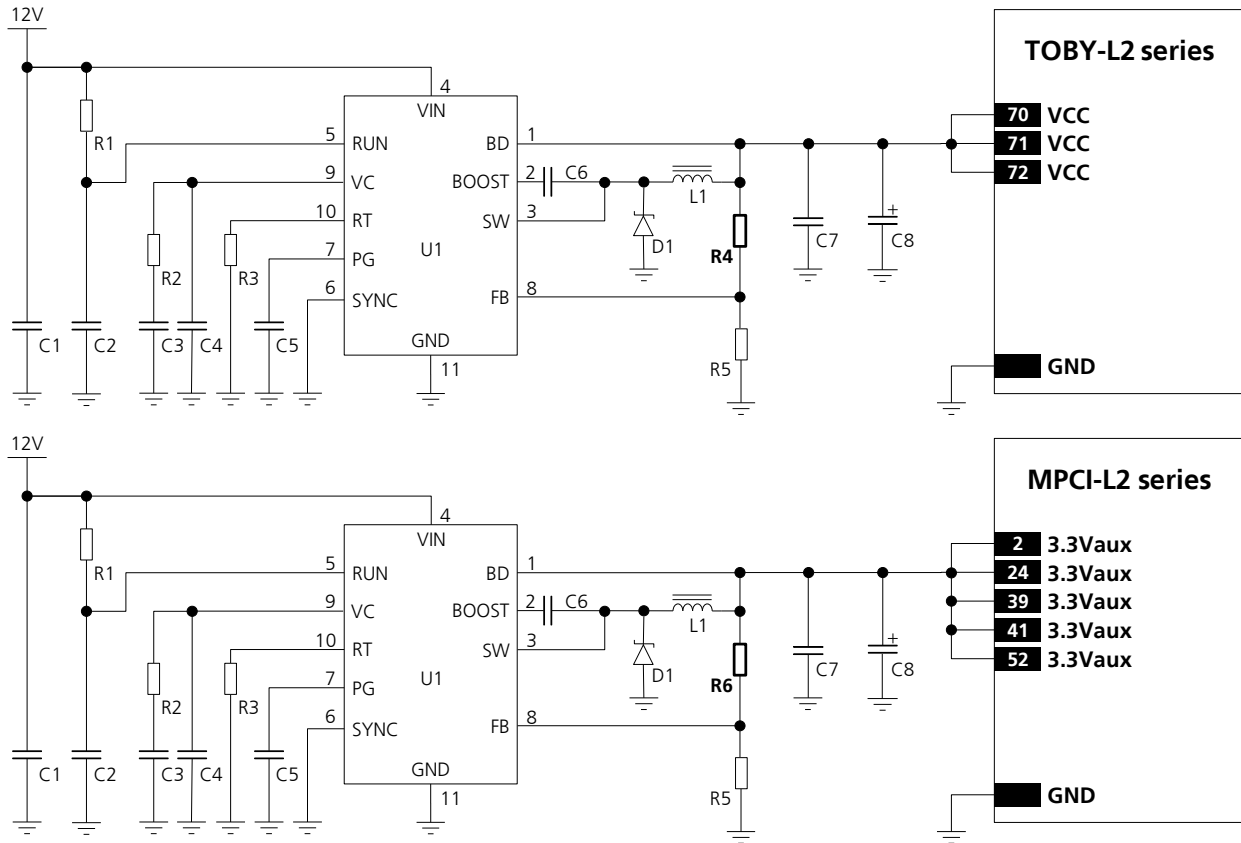 12V
TOBY-L2 series
4
VIN
R1
5 RUN
BD 1
70 VCC
71 VCC
72 VCC
9 VC
BOOST 2
C6
L1
10 RT
SW 3
R2
R3
7 PG
U1
D1
R4
C7
+
C8
6 SYNC
FB 8
C1
C2
C3
C4
C5
GND
11
R5
GND
12V
MPCI-L2 series
4
VIN
R1
5 RUN
BD 1
2 3.3Vaux
24 3.3Vaux
39 3.3Vaux
41 3.3Vaux
52 3.3Vaux
9 VC
BOOST 2
C6
L1
10 RT
SW 3
R2
R3
7 PG
U1
D1
R6
C7
+
C8
6 SYNC
FB 8
C1
C2
C3
C4
C5
GND
11
R5
GND